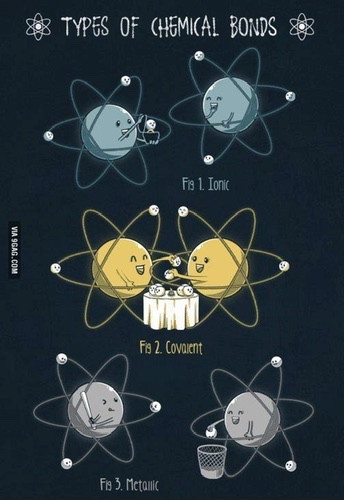 TYPES OF CHEMICAL BONDS
Fig 1. Ionic
VIA 9GAG.COM
Fig 2. Covalent
Fig 3. Metallic